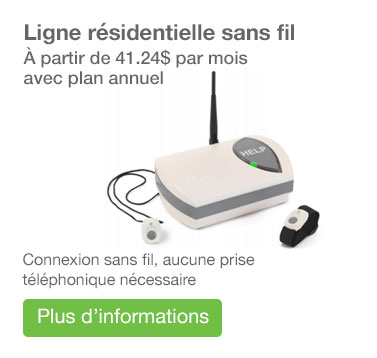 Ligne résidentielle sans fil
À partir de 41.24$ par mois
avec plan annuel
HELP
Connexion sans fil, aucune prise
téléphonique nécessaire
Plus d'informations